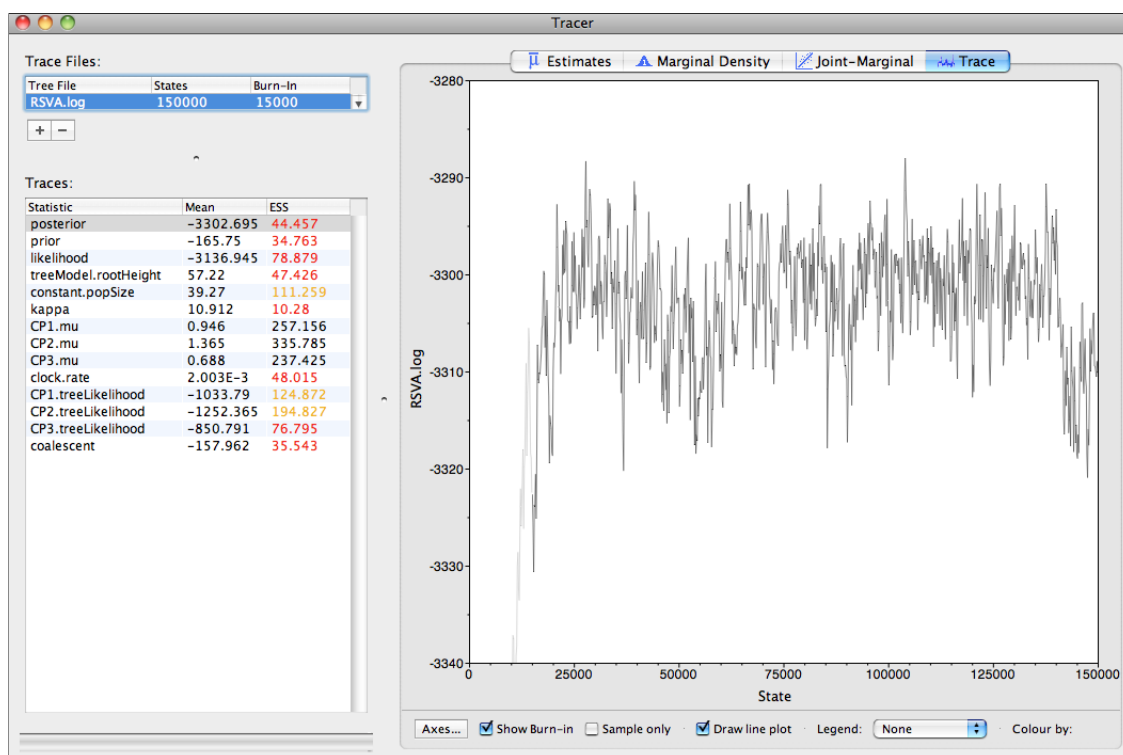 Tracer
Trace Files:
Tree File States Burn-In
RSVA.log 150000 15000
+ −
Traces:
Statistic Mean ESS
posterior -3302.695 44.457
prior -165.75 34.763
likelihood -3136.945 78.879
treeModel.rootHeight 57.22 47.426
constant.popSize 39.27 111.259
kappa 10.912 10.28
CP1.mu 0.946 257.156
CP2.mu 1.365 335.785
CP3.mu 0.688 237.425
clock.rate 2.003E-3 48.015
CP1.treeLikelihood -1033.79 124.872
CP2.treeLikelihood -1252.365 194.827
CP3.treeLikelihood -850.791 76.795
coalescent -157.962 35.543
μ Estimates Marginal Density Joint-Marginal Trace
-3280
-3290
-3300
-3310
-3320
-3330
-3340
RSVA.log
0 25000 50000 75000 100000 125000 150000
State
Axes... Show Burn-in Sample only Draw line plot Legend: None Colour by: